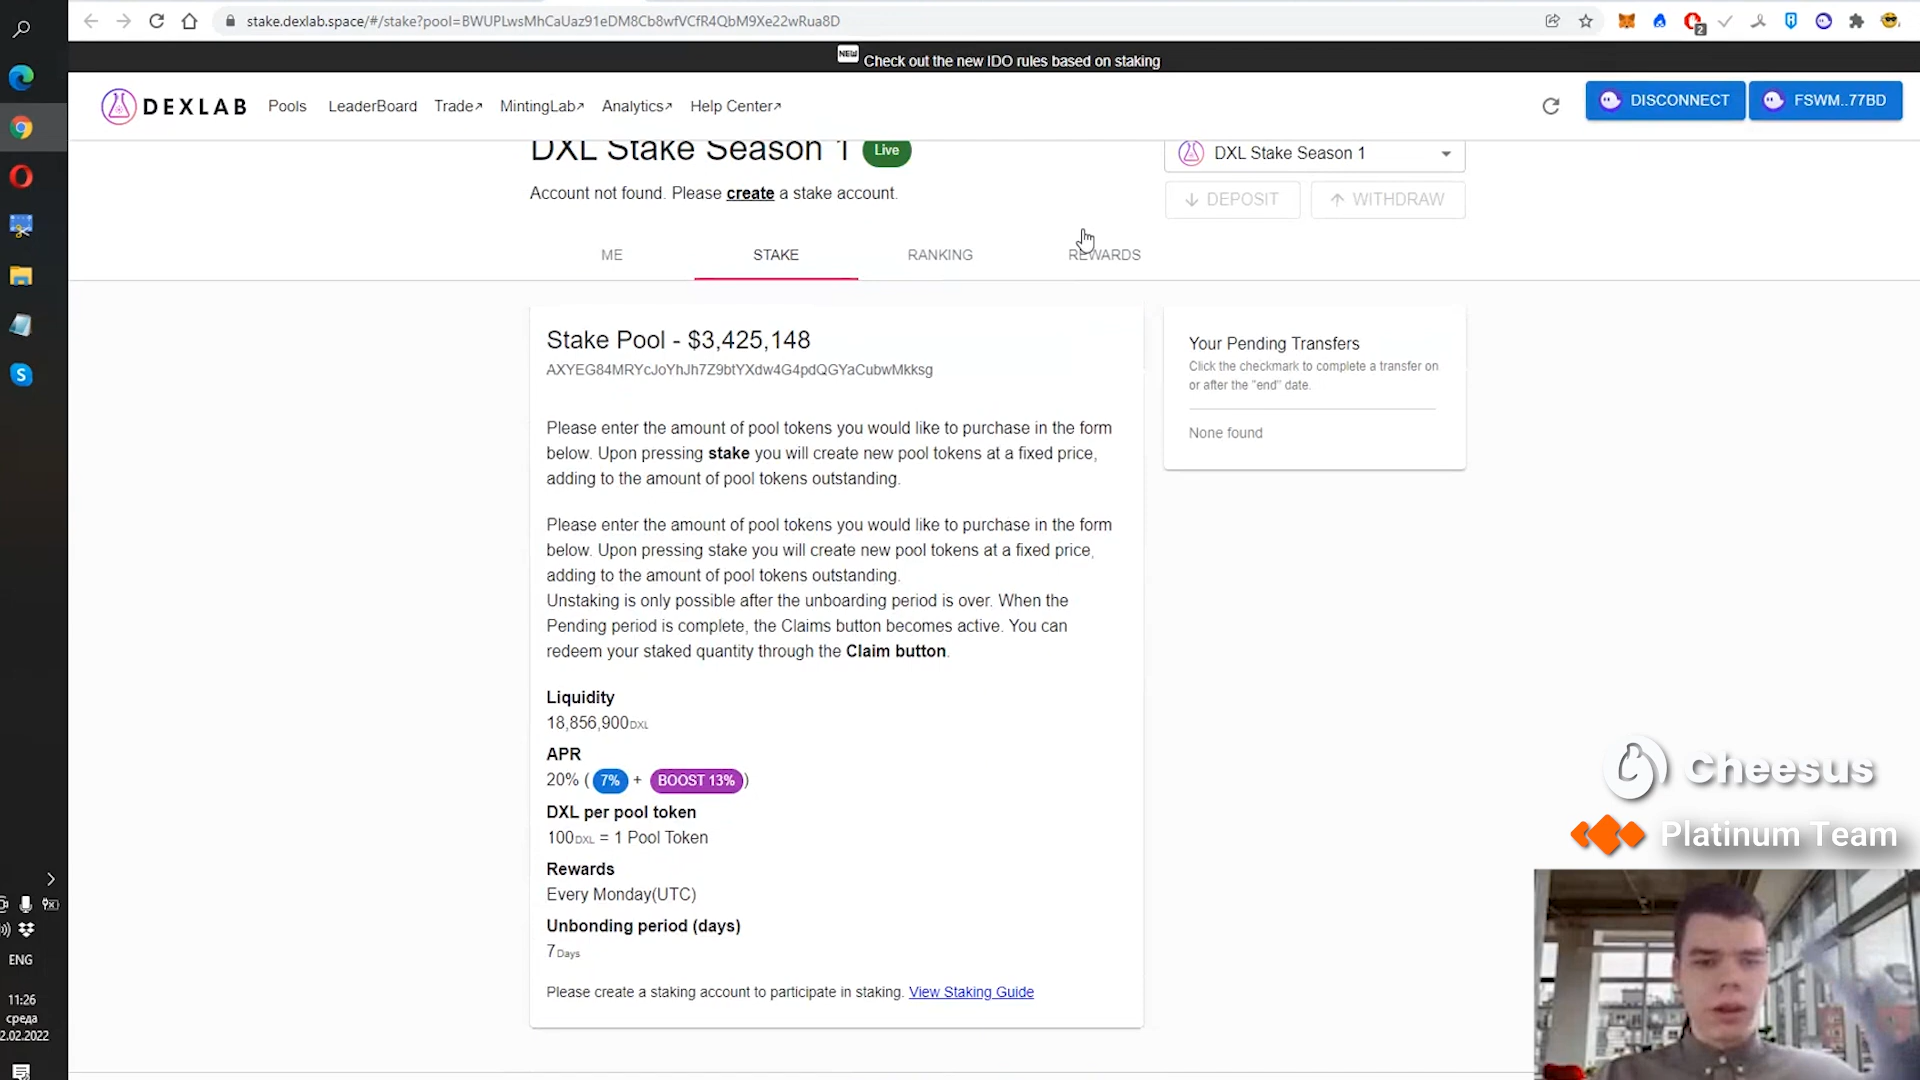 stake.dexlab.space/#/stake?pool=BWUPLwsMhCaUaz91eDM8Cb8wfVCfR4QbM9Xe22wRua8D
2
NEW Check out the new IDO rules based on staking
DEXLAB Pools LeaderBoard Trade↗ MintingLab↗ Analytics↗ Help Center↗
DISCONNECT
FSWM..77BD
DXL Stake Season 1 Live
DXL Stake Season 1
Account not found. Please create a stake account.
DEPOSIT
WITHDRAW
ME STAKE RANKING REWARDS
Stake Pool - $3,425,148
AXYEG84MRYcJoYhJh7Z9btYXdw4G4pdQGYaCubwMkksg
Please enter the amount of pool tokens you would like to purchase in the form
below. Upon pressing stake you will create new pool tokens at a fixed price,
adding to the amount of pool tokens outstanding.
Please enter the amount of pool tokens you would like to purchase in the form
below. Upon pressing stake you will create new pool tokens at a fixed price,
adding to the amount of pool tokens outstanding.
Unstaking is only possible after the unboarding period is over. When the
Pending period is complete, the Claims button becomes active. You can
redeem your staked quantity through the Claim button.
Liquidity
18,856,900DXL
APR
20% ( 7% + BOOST 13% )
DXL per pool token
100DXL = 1 Pool Token
Rewards
Every Monday(UTC)
Unbonding period (days)
7Days
Please create a staking account to participate in staking. View Staking Guide
Your Pending Transfers
Click the checkmark to complete a transfer on
or after the "end" date.
None found
Cheesus
Platinum Team
ENG
11:26
среда
2.02.2022